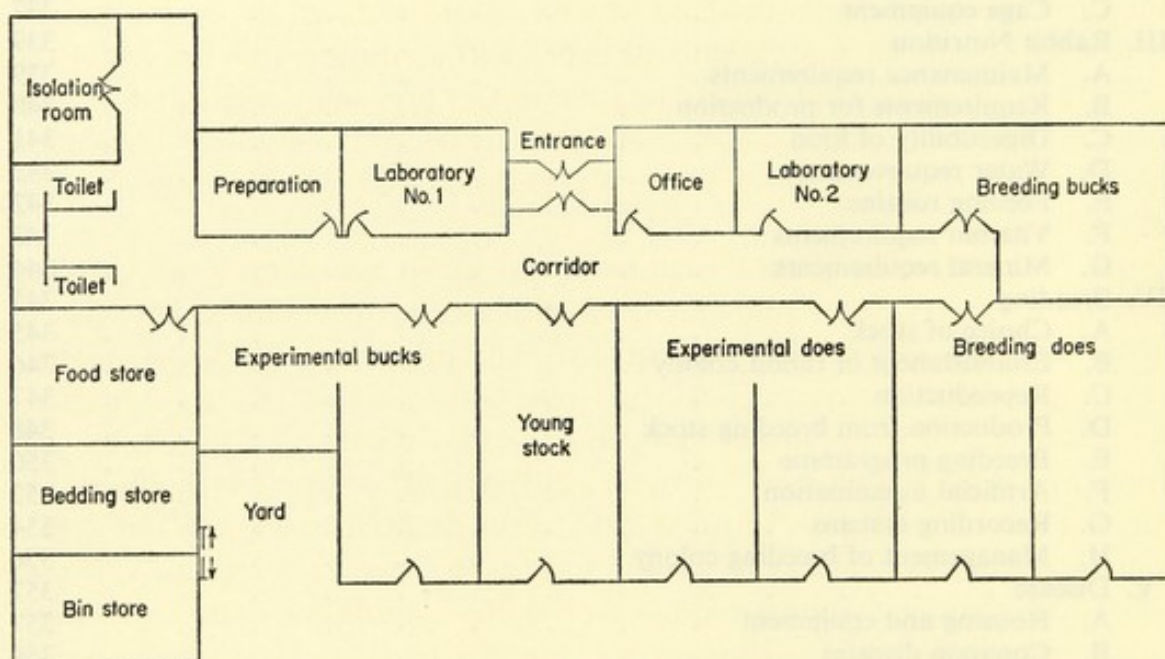 Isolation
room
Toilet
Toilet
Preparation
Laboratory
No.1
Entrance
Office
Laboratory
No.2
Breeding bucks
Corridor
Food store
Experimental bucks
Young
stock
Experimental does
Breeding does
Bedding store
Yard
Bin store